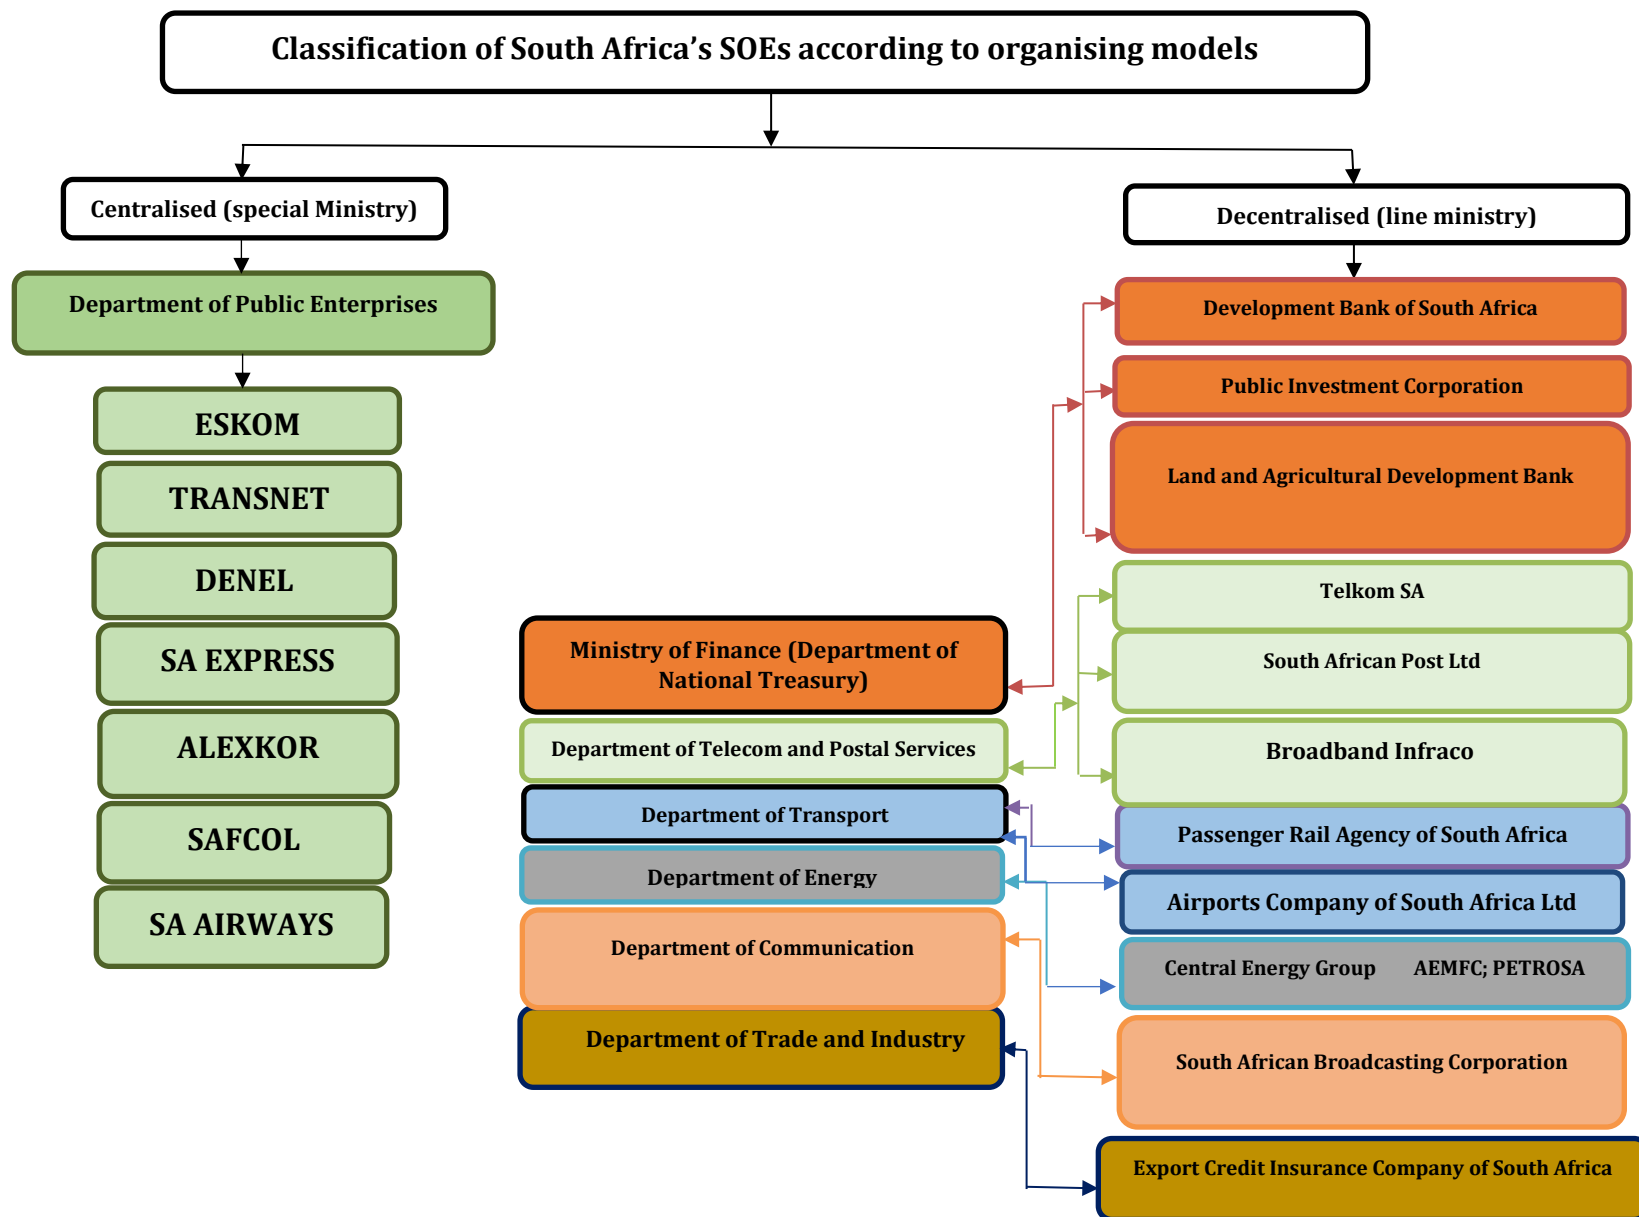 Classification of South Africa’s SOEs according to organising models
Centralised (special Ministry)
Decentralised (line ministry)
Department of Public Enterprises
ESKOM
TRANSNET
DENEL
SA EXPRESS
ALEXKOR
SAFCOL
SA AIRWAYS
Ministry of Finance (Department of
National Treasury)
Department of Telecom and Postal Services
Department of Transport
Department of Energy
Department of Communication
Department of Trade and Industry
Development Bank of South Africa
Public Investment Corporation
Land and Agricultural Development Bank
Telkom SA
South African Post Ltd
Broadband Infraco
Passenger Rail Agency of South Africa
Airports Company of South Africa Ltd
Central Energy Group AEMFC; PETROSA
South African Broadcasting Corporation
Export Credit Insurance Company of South Africa